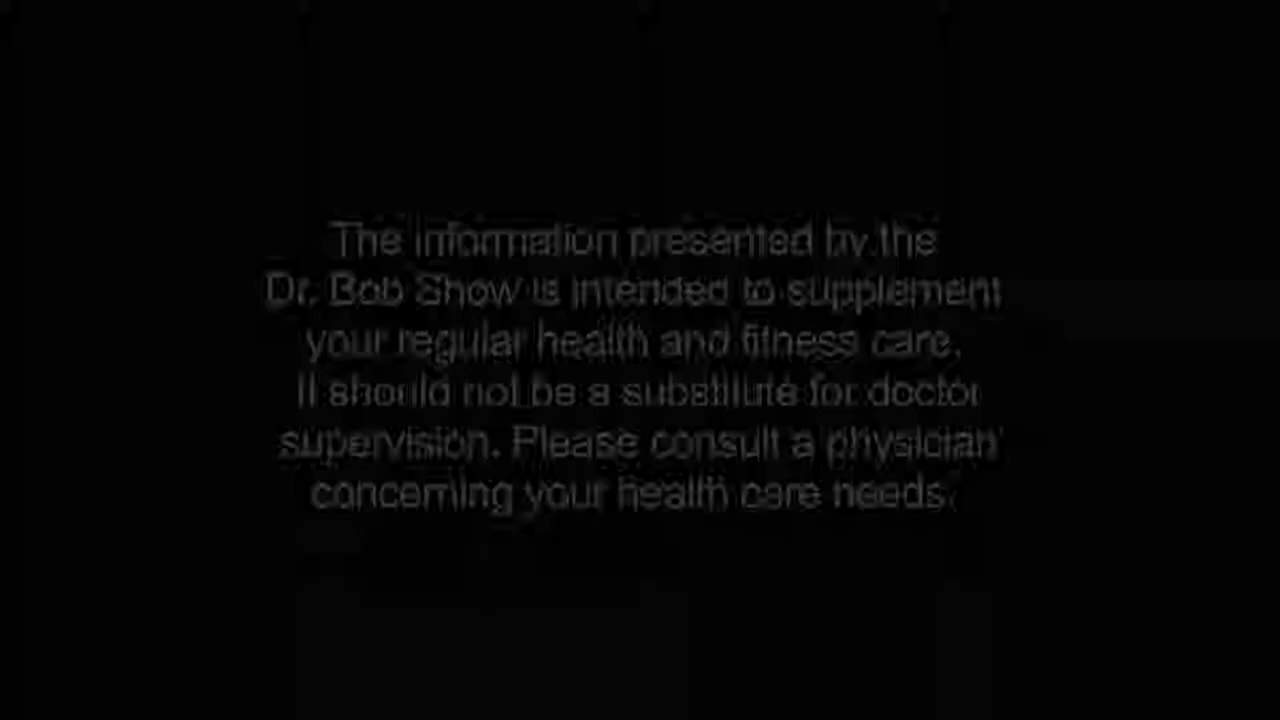 The information presented by the
Dr. Bob Show is intended to supplement
your regular health and fitness care.
It should not be a substitute for doctor
supervision. Please consult a physician
concerning your health care needs.